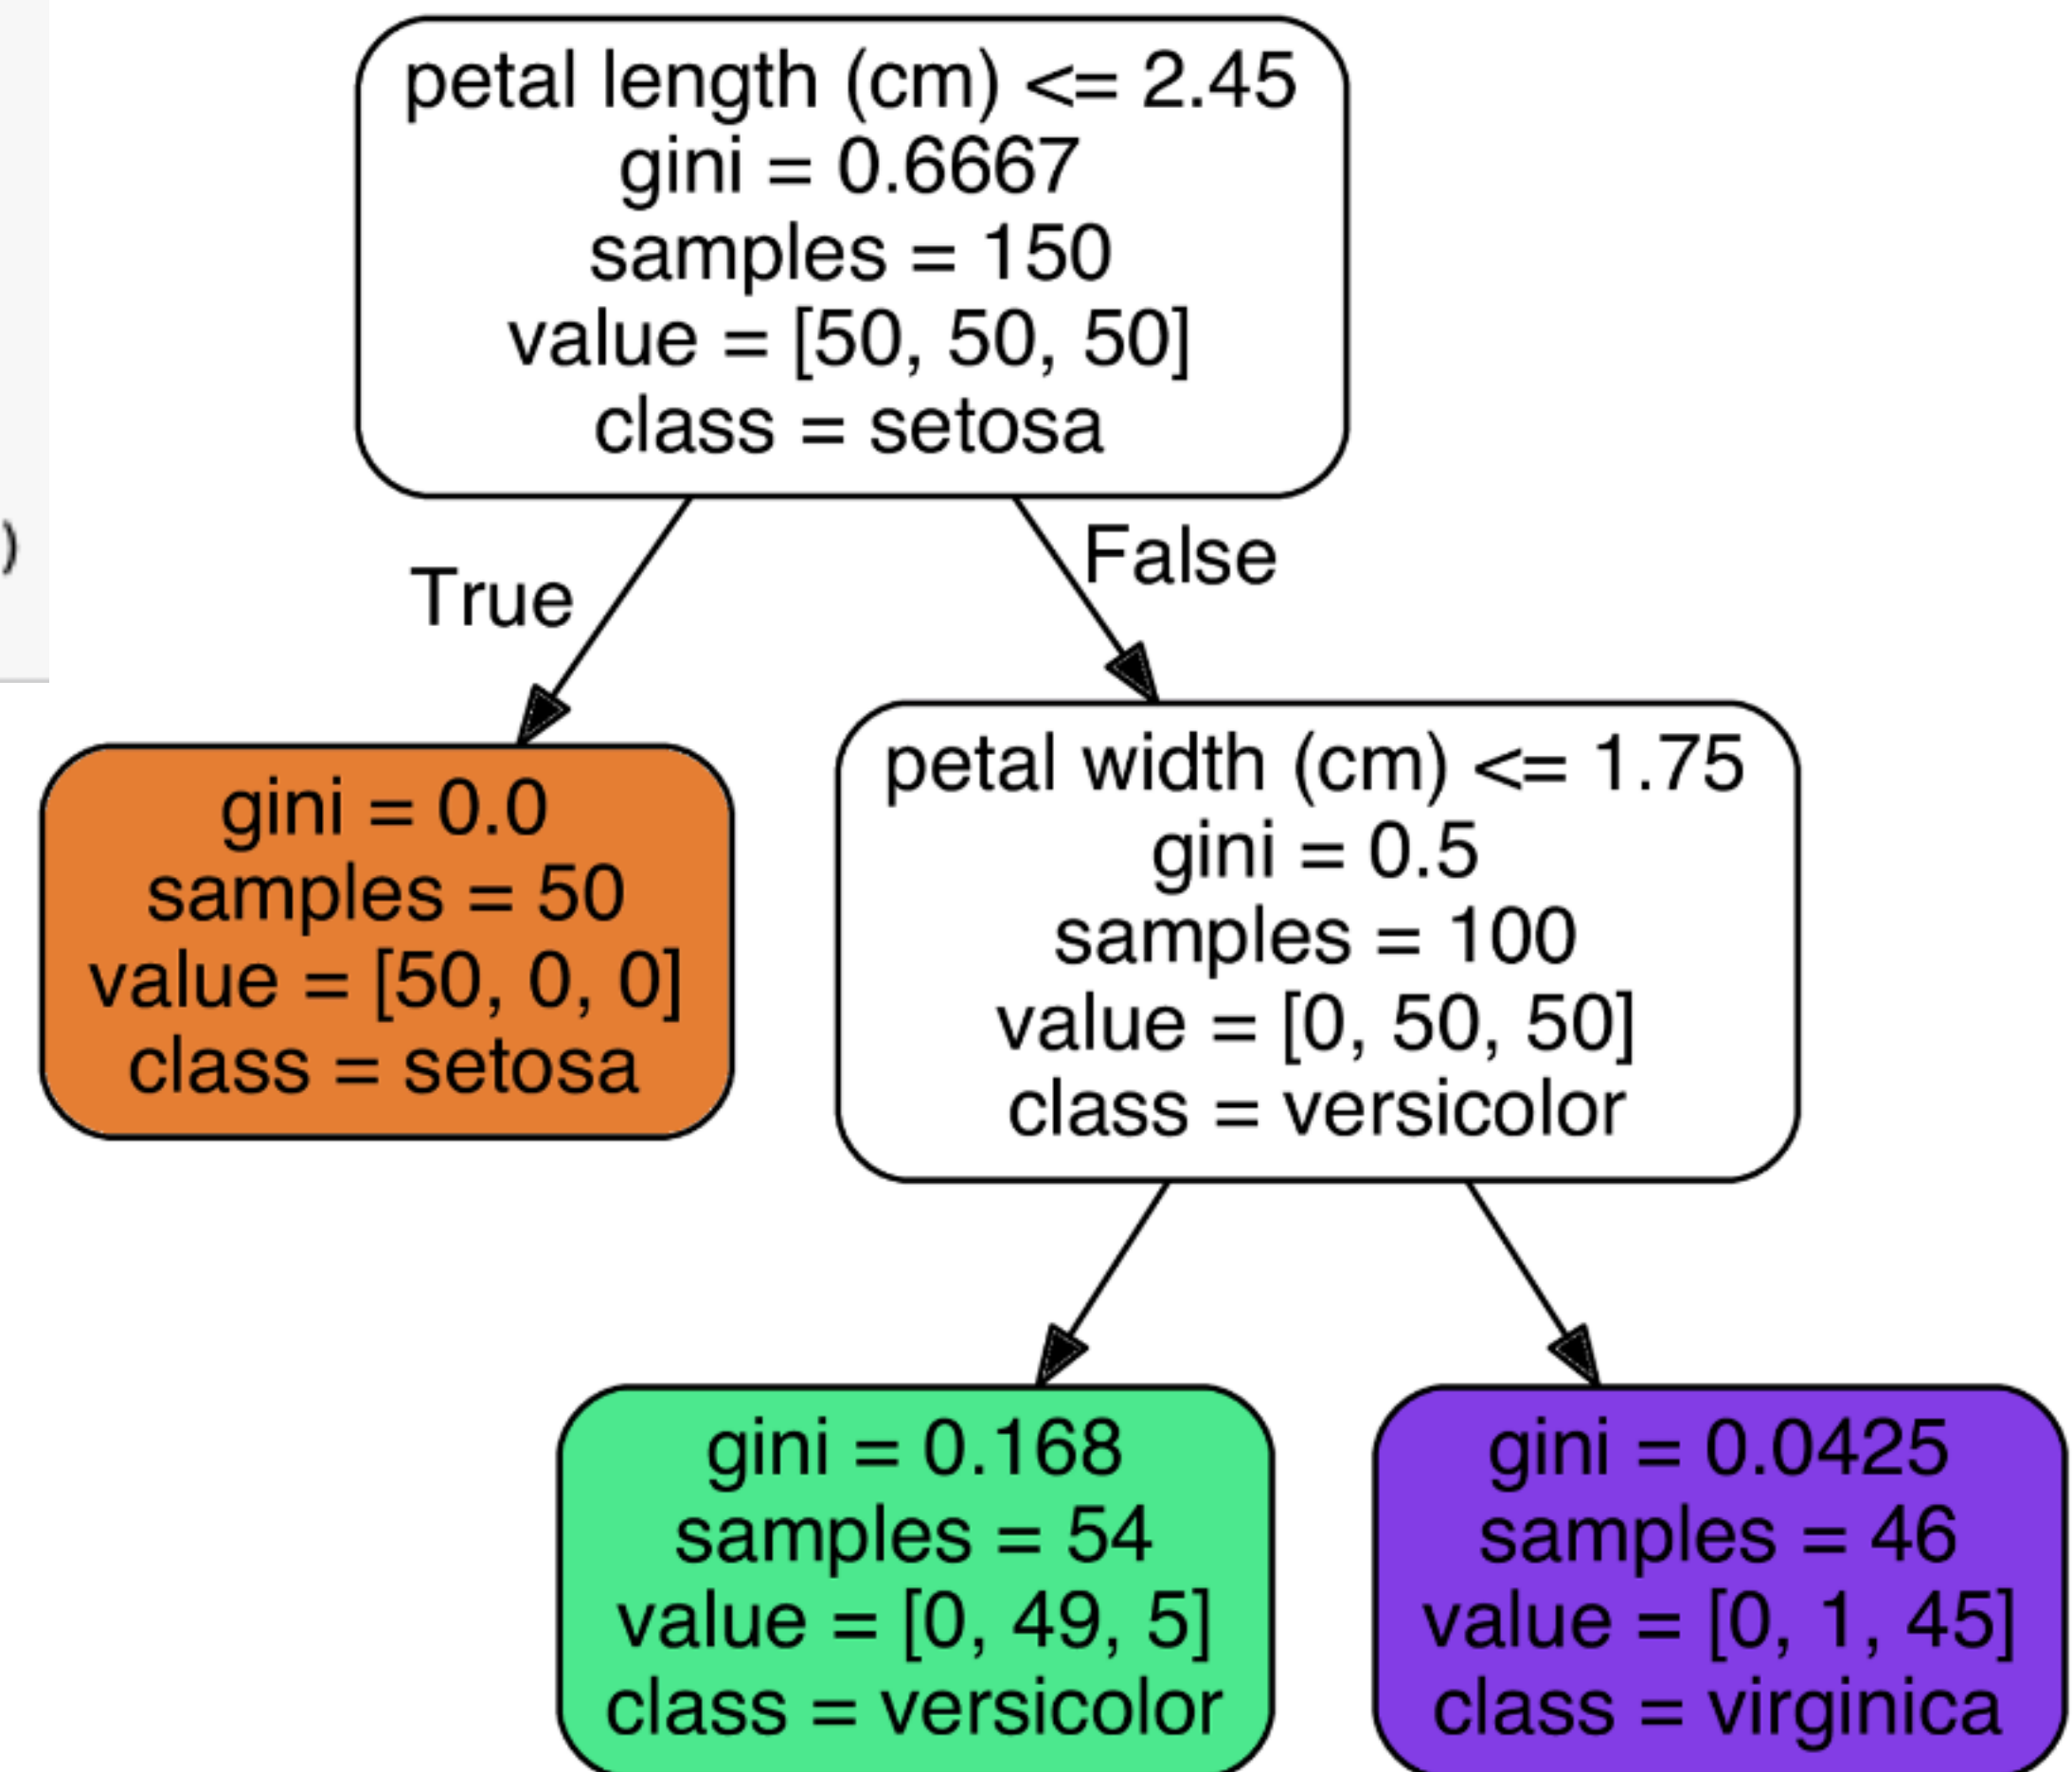 )
petal length (cm) <= 2.45
gini = 0.6667
samples = 150
value = [50, 50, 50]
class = setosa
True
False
gini = 0.0
samples = 50
value = [50, 0, 0]
class = setosa
petal width (cm) <= 1.75
gini = 0.5
samples = 100
value = [0, 50, 50]
class = versicolor
gini = 0.168
samples = 54
value = [0, 49, 5]
class = versicolor
gini = 0.0425
samples = 46
value = [0, 1, 45]
class = virginica